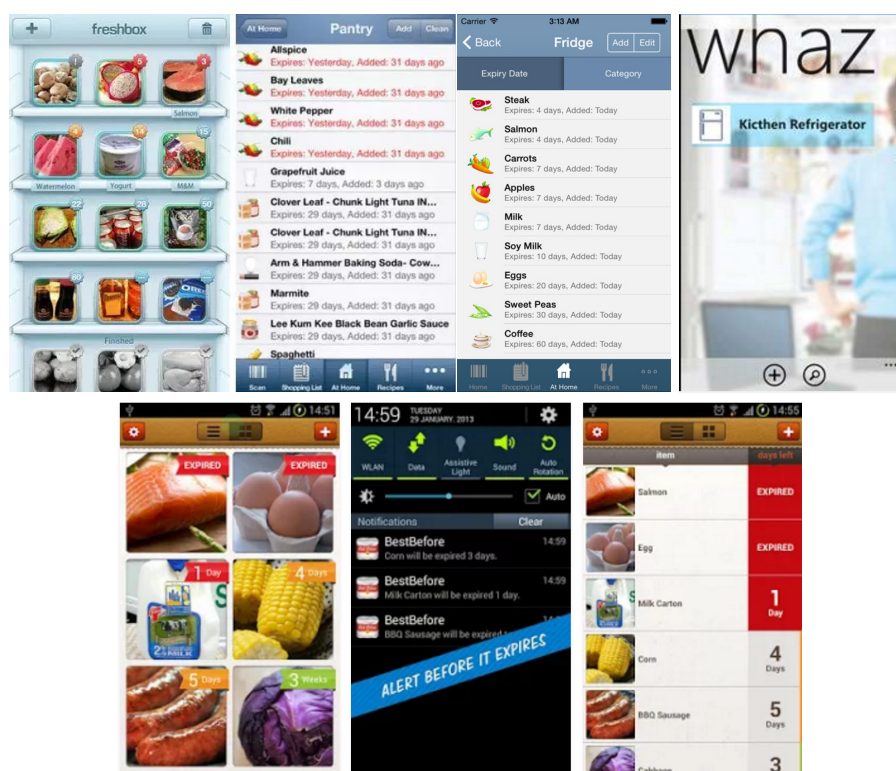 freshbox
!
5
3
Salmon
4
14
15
Watermelon
Yogurt
M&M
22
28
50
60
Finished
At Home
Pantry
Add
Clean
Allspice
Expires: Yesterday, Added: 31 days ago
Bay Leaves
Expires: Yesterday, Added: 31 days ago
White Pepper
Expires: Yesterday, Added: 31 days ago
Chili
Expires: Yesterday, Added: 31 days ago
Grapefruit Juice
Expires: 7 days, Added: 3 days ago
Clover Leaf - Chunk Light Tuna IN...
Expires: 29 days, Added: 31 days ago
Clover Leaf - Chunk Light Tuna IN...
Expires: 29 days, Added: 31 days ago
Arm & Hammer Baking Soda- Cow...
Expires: 29 days, Added: 31 days ago
Marmite
Expires: 29 days, Added: 31 days ago
Lee Kum Kee Black Bean Garlic Sauce
Expires: 29 days, Added: 31 days ago
Spaghetti
Scan
Shopping List
At Home
Recipes
More
Carrier
3:13 AM
Back
Fridge
Add
Edit
Expiry Date
Category
Steak
Expires: 4 days, Added: Today
Salmon
Expires: 4 days, Added: Today
Carrots
Expires: 7 days, Added: Today
Apples
Expires: 7 days, Added: Today
Milk
Expires: 7 days, Added: Today
Soy Milk
Expires: 10 days, Added: Today
Eggs
Expires: 20 days, Added: Today
Sweet Peas
Expires: 30 days, Added: Today
Coffee
Expires: 60 days, Added: Today
Home
Shopping List
At Home
Recipes
More
wnaz
Kicthen Refrigerator
14:51
EXPIRED
EXPIRED
1 Day
4 Days
2%
MILK
5 Days
3 Weeks
14:59
TUESDAY
29 JANUARY, 2013
WLAN
Data
Assistive Light
Sound
Auto Rotation
Auto
Notifications
Clear
BestBefore
14:59
Corn will be expired 3 days.
BestBefore
14:59
Milk Carton will be expired 1 day.
BestBefore
BBQ Sausage will be expired
ALERT BEFORE IT EXPIRES
14:55
item
days left
Salmon
EXPIRED
Egg
EXPIRED
Milk Carton
1
Day
Corn
4
Days
BBQ Sausage
5
Days
Cabbage
3